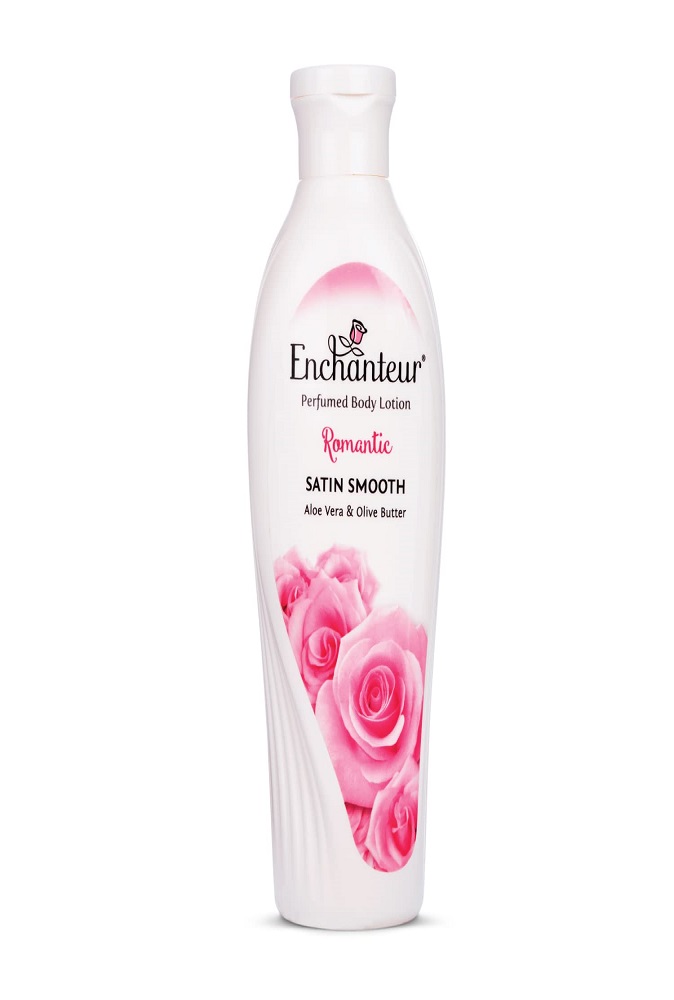 Enchanteur®
Perfumed Body Lotion
Romantic
SATIN SMOOTH
Aloe Vera & Olive Butter